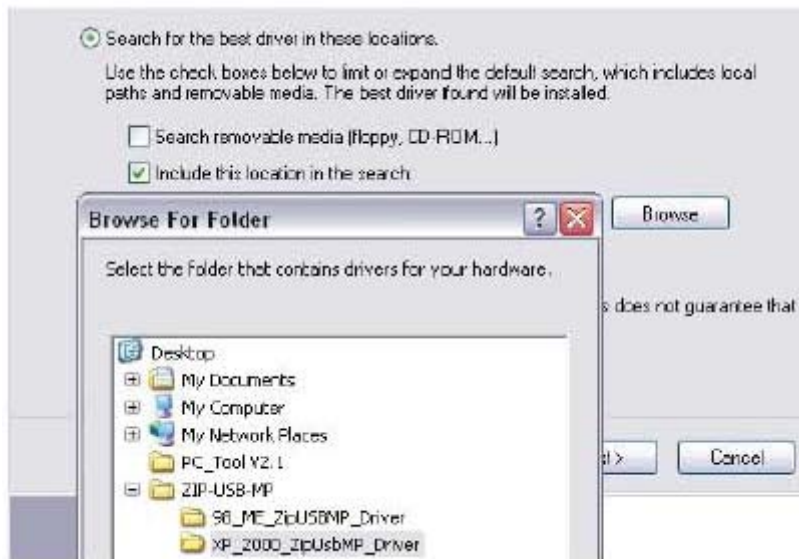 Search for the best driver in these locations.
Use the check boxes below to limit or expand the default search, which includes local
paths and removable media. The best driver found will be installed.
Search removable media (floppy, CD-ROM...)
Include this location in the search:
Browse
Browse For Folder
Select the folder that contains drivers for your hardware.
s does not guarantee that
Desktop
My Documents
My Computer
My Network Places
PC_Tool V2.1
ZIP-USB-MP
98_ME_ZipUSBMP_Driver
XP_2000_ZipUsbMP_Driver
>
Cancel